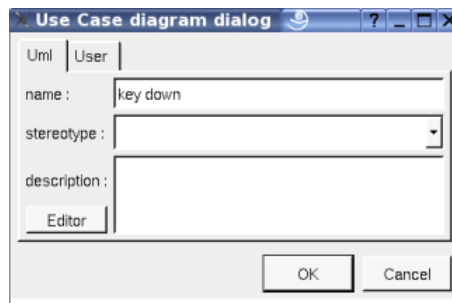 Use Case diagram dialog
Uml User
name : key down
stereotype :
description :
Editor
OK Cancel